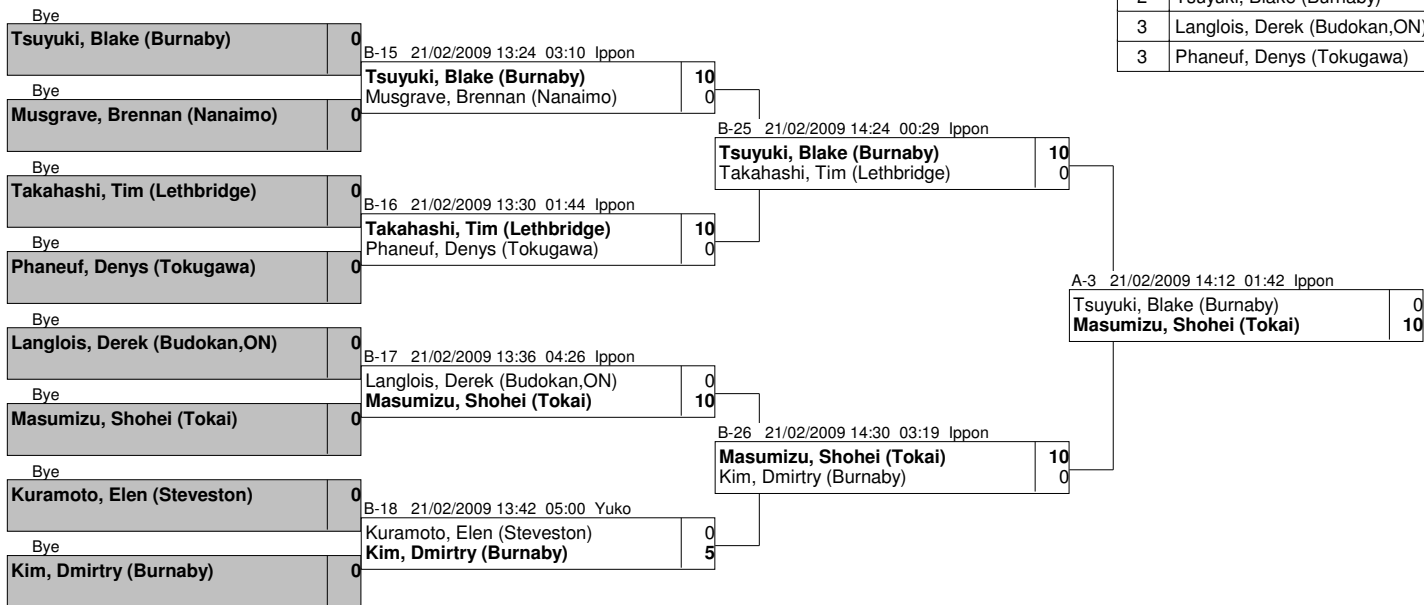 2 Tsuyuki, Blake (Burnaby)
3 Langlois, Derek (Budokan,ON)
3 Phaneuf, Denys (Tokugawa)
Bye
Tsuyuki, Blake (Burnaby) 0
Bye
Musgrave, Brennan (Nanaimo) 0
Bye
Takahashi, Tim (Lethbridge) 0
Bye
Phaneuf, Denys (Tokugawa) 0
Bye
Langlois, Derek (Budokan,ON) 0
Bye
Masumizu, Shohei (Tokai) 0
Bye
Kuramoto, Elen (Steveston) 0
Bye
Kim, Dmirtry (Burnaby) 0
B-15 21/02/2009 13:24 03:10 Ippon
Tsuyuki, Blake (Burnaby) 10
Musgrave, Brennan (Nanaimo) 0
B-16 21/02/2009 13:30 01:44 Ippon
Takahashi, Tim (Lethbridge) 10
Phaneuf, Denys (Tokugawa) 0
B-17 21/02/2009 13:36 04:26 Ippon
Langlois, Derek (Budokan,ON) 0
Masumizu, Shohei (Tokai) 10
B-18 21/02/2009 13:42 05:00 Yuko
Kuramoto, Elen (Steveston) 0
Kim, Dmirtry (Burnaby) 5
B-25 21/02/2009 14:24 00:29 Ippon
Tsuyuki, Blake (Burnaby) 10
Takahashi, Tim (Lethbridge) 0
B-26 21/02/2009 14:30 03:19 Ippon
Masumizu, Shohei (Tokai) 10
Kim, Dmirtry (Burnaby) 0
A-3 21/02/2009 14:12 01:42 Ippon
Tsuyuki, Blake (Burnaby) 0
Masumizu, Shohei (Tokai) 10